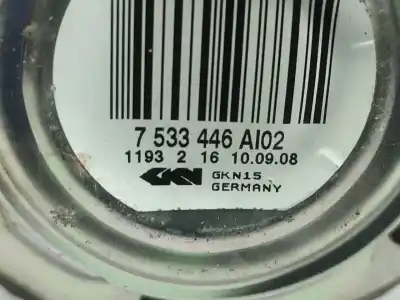 7 533 446 AI02
1193 2 16 10.09.08
GKN GKN15
GERMANY